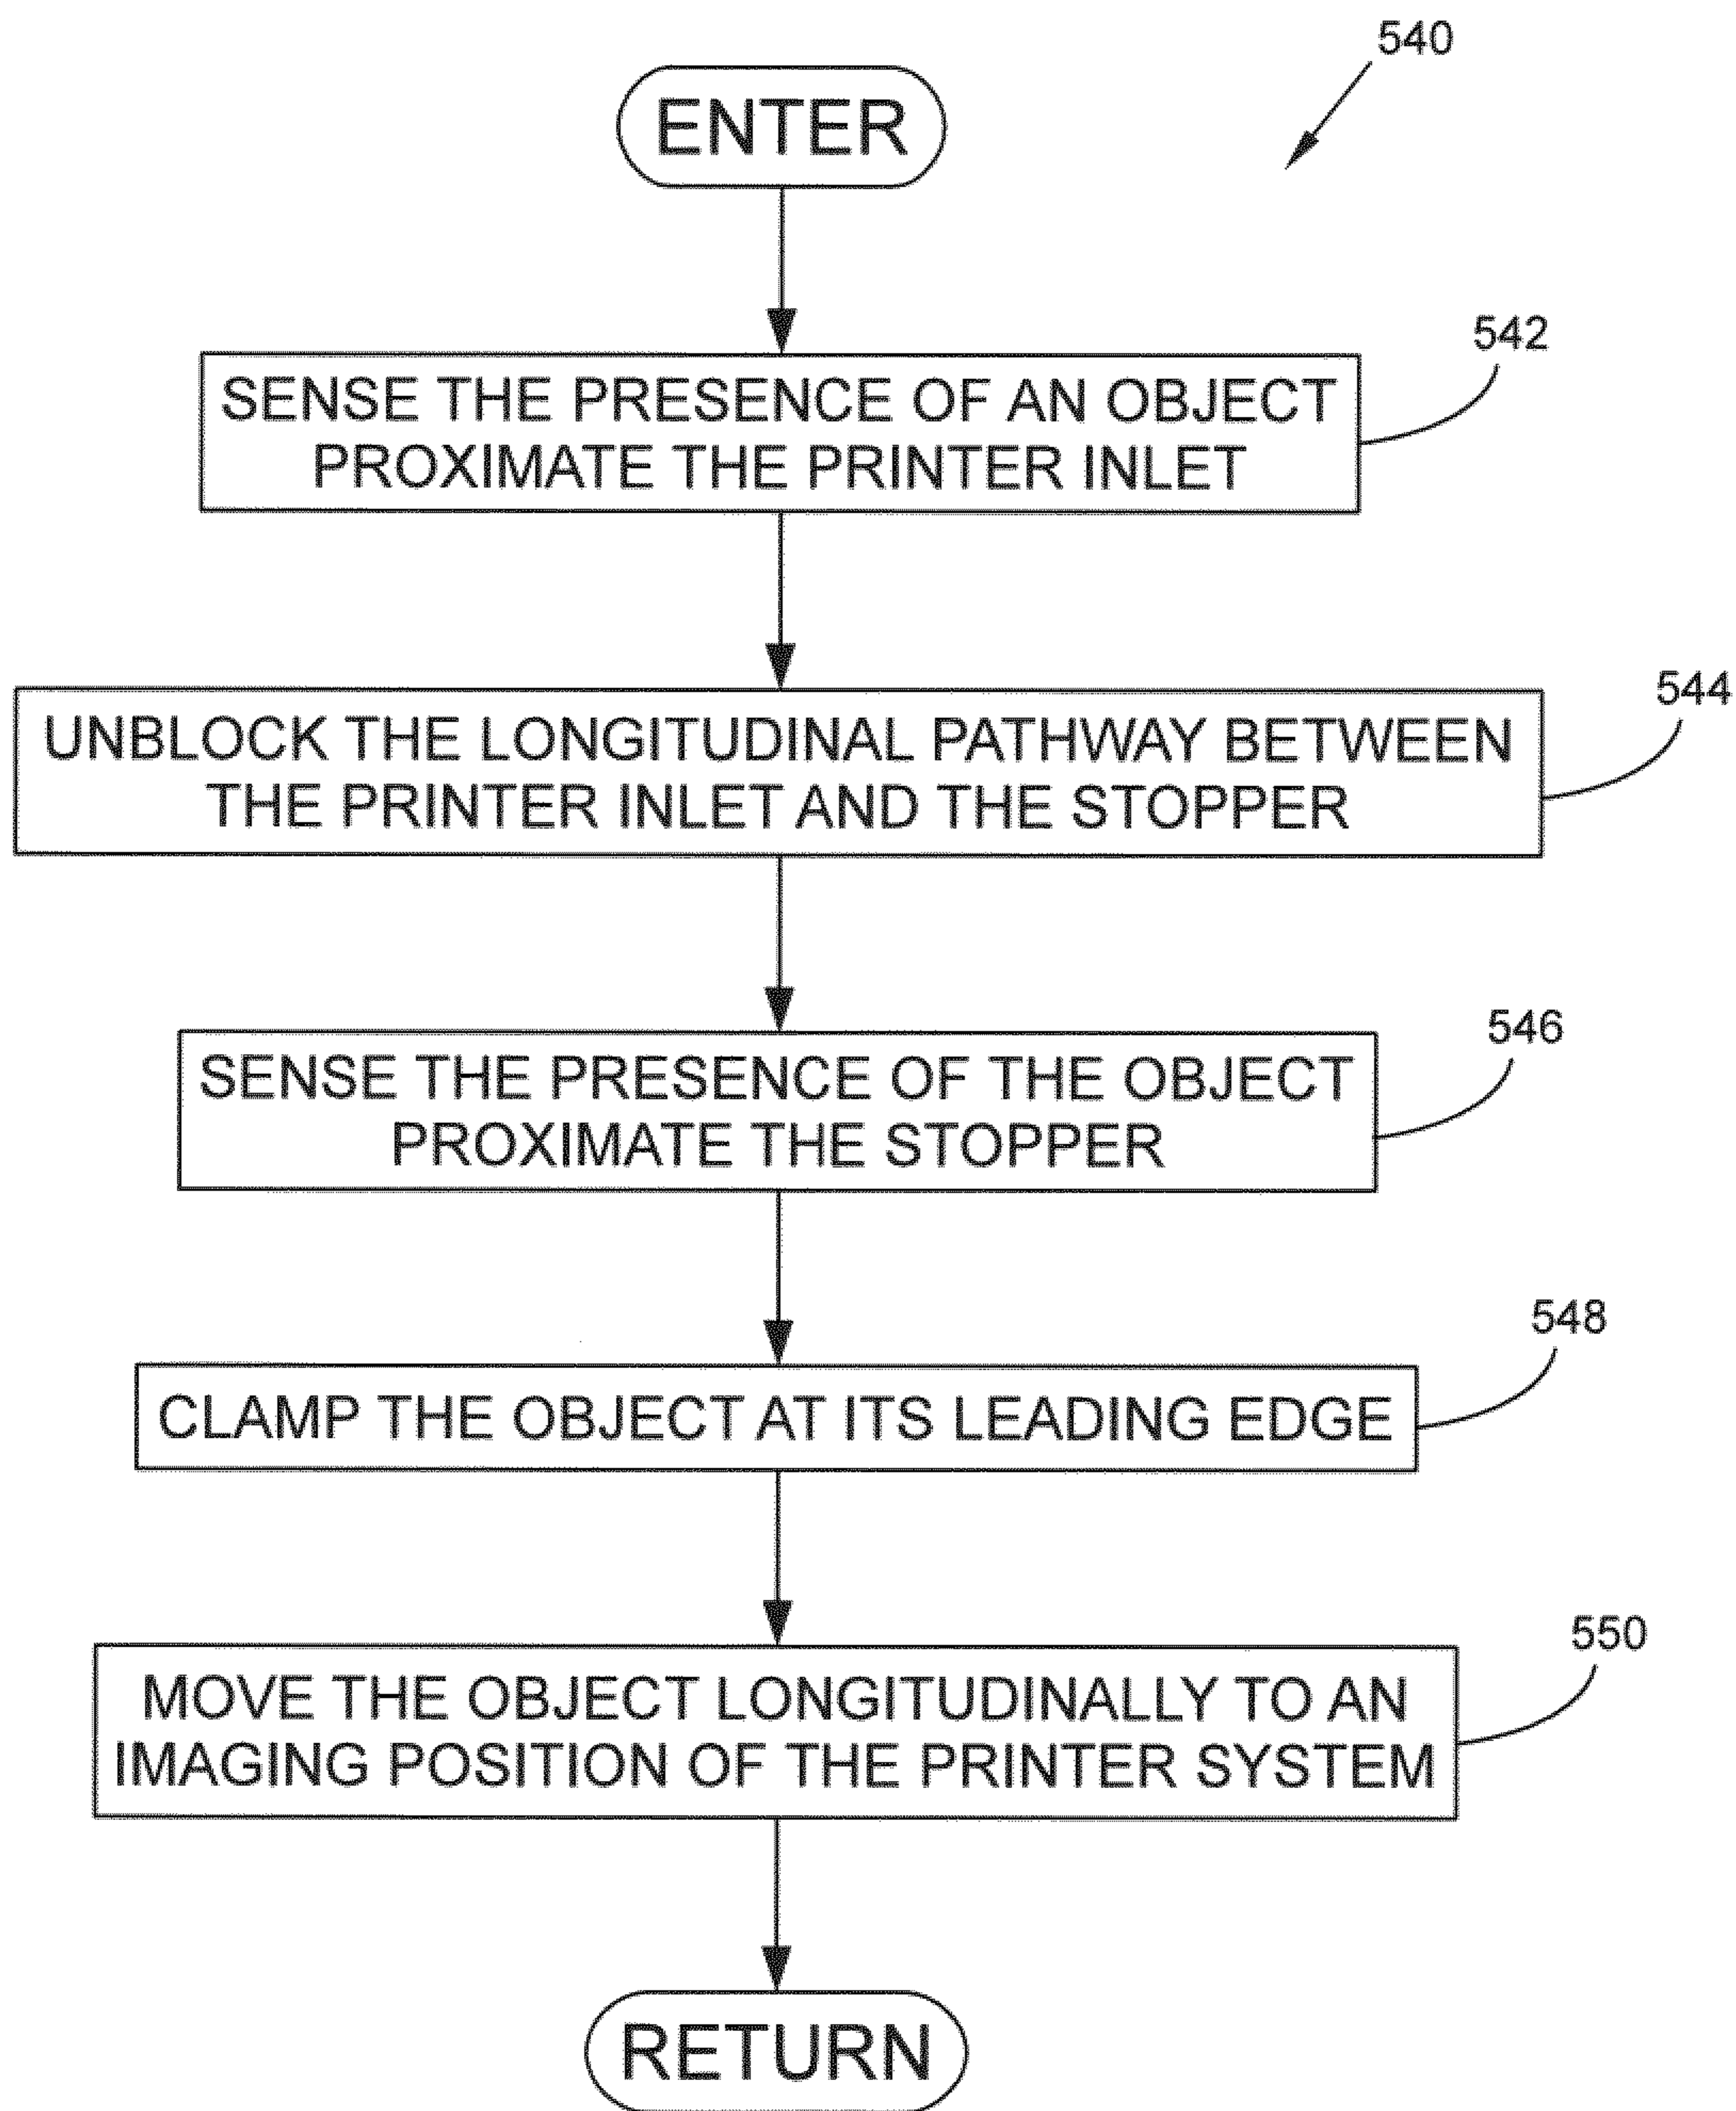 540
ENTER
542
SENSE THE PRESENCE OF AN OBJECT
PROXIMATE THE PRINTER INLET
544
UNBLOCK THE LONGITUDINAL PATHWAY BETWEEN
THE PRINTER INLET AND THE STOPPER
546
SENSE THE PRESENCE OF THE OBJECT
PROXIMATE THE STOPPER
548
CLAMP THE OBJECT AT ITS LEADING EDGE
550
MOVE THE OBJECT LONGITUDINALLY TO AN
IMAGING POSITION OF THE PRINTER SYSTEM
RETURN